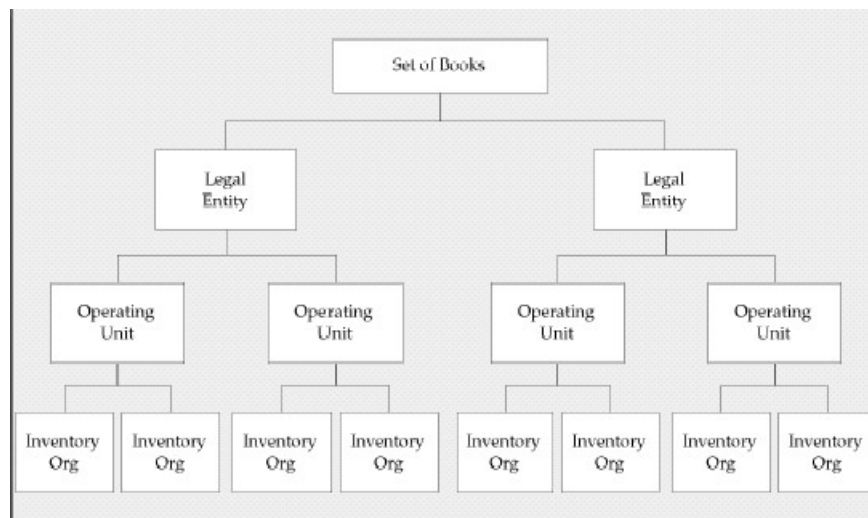 Set of Books
Legal
Entity
Legal
Entity
Operating
Unit
Operating
Unit
Operating
Unit
Operating
Unit
Inventory
Org
Inventory
Org
Inventory
Org
Inventory
Org
Inventory
Org
Inventory
Org
Inventory
Org
Inventory
Org